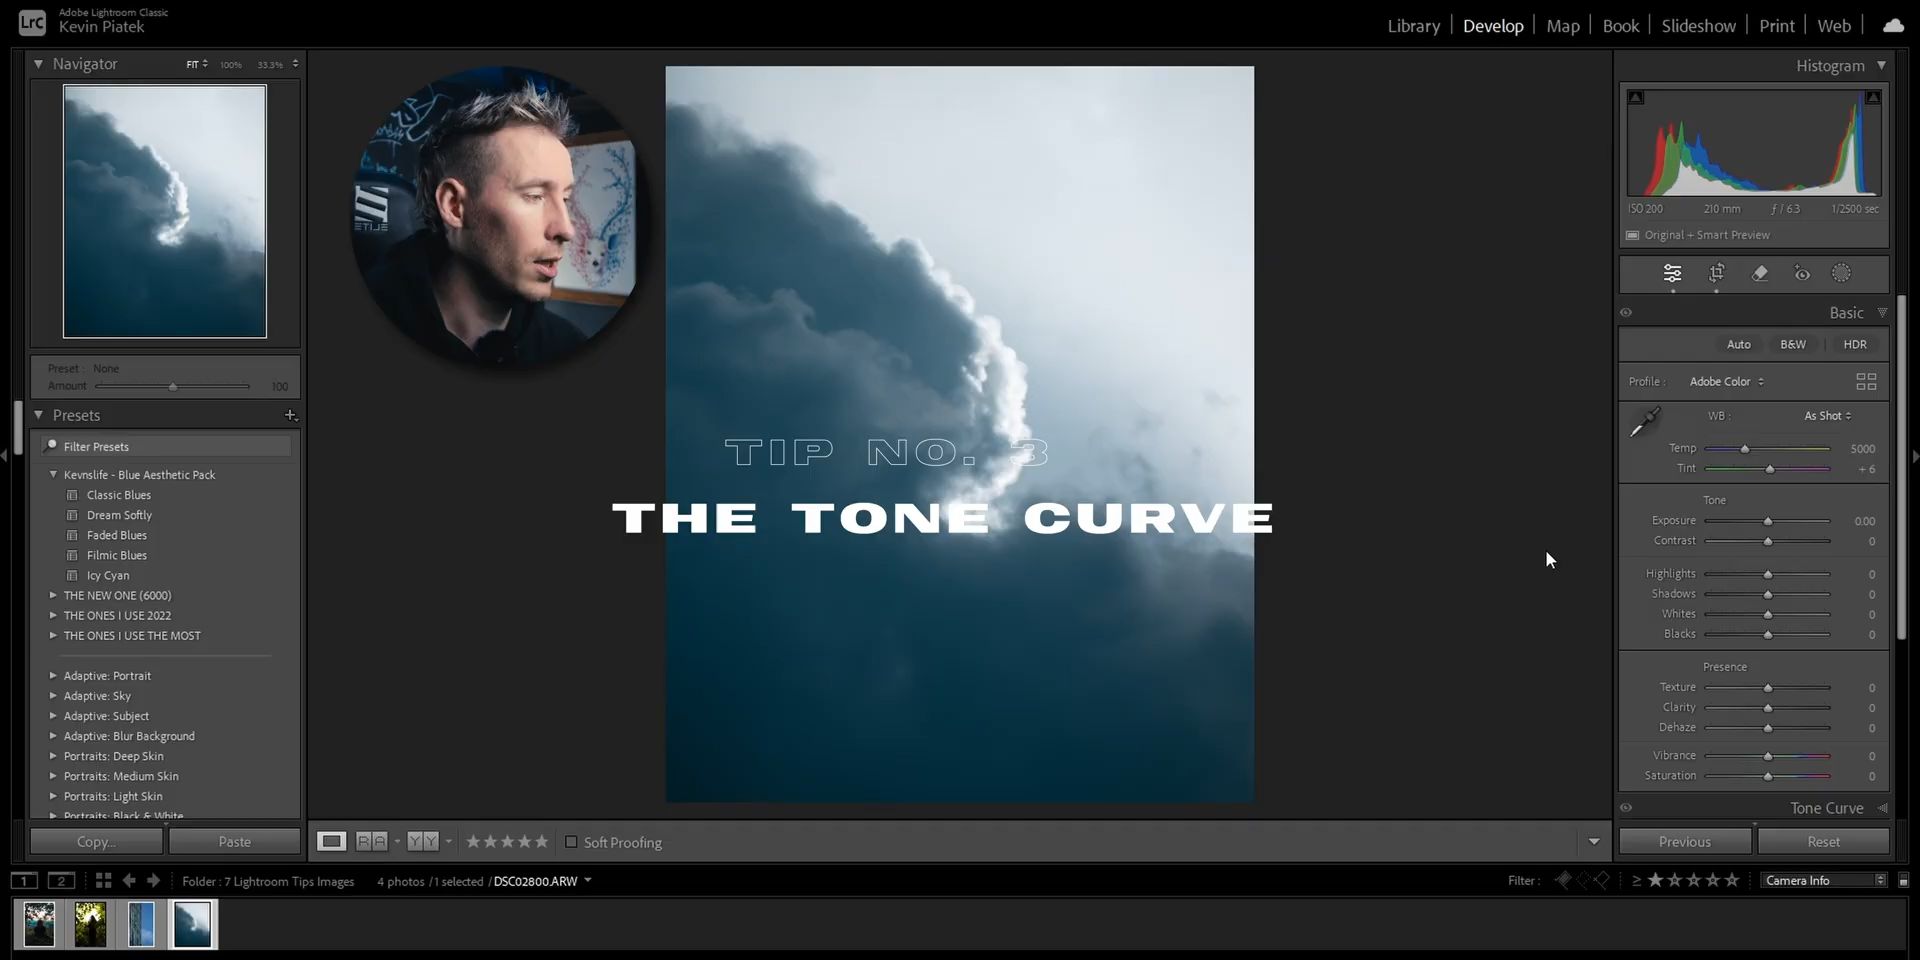 LrC
Adobe Lightroom Classic
Kevin Piatek
Library
Develop
Map
Book
Slideshow
Print
Web
Navigator
FIT
100%
33.3%
Preset : None
Amount 100
Presets
Filter Presets
Kevnslife - Blue Aesthetic Pack
Classic Blues
Dream Softly
Faded Blues
Filmic Blues
Icy Cyan
THE NEW ONE (6000)
THE ONES I USE 2022
THE ONES I USE THE MOST
Adaptive: Portrait
Adaptive: Sky
Adaptive: Subject
Adaptive: Blur Background
Portraits: Deep Skin
Portraits: Medium Skin
Portraits: Light Skin
Portraits: Black & White
Copy...
Paste
TIP NO. 3
THE TONE CURVE
Soft Proofing
Histogram
ISO 200
210 mm
ƒ / 6.3
1/2500 sec
Original + Smart Preview
Basic
Auto
B&W
HDR
Profile : Adobe Color
WB : As Shot
Temp 5000
Tint + 6
Tone
Exposure 0.00
Contrast 0
Highlights 0
Shadows 0
Whites 0
Blacks 0
Presence
Texture 0
Clarity 0
Dehaze 0
Vibrance 0
Saturation 0
Tone Curve
Previous
Reset
1
2
Folder : 7 Lightroom Tips Images
4 photos / 1 selected / DSC02800.ARW
Filter :
≥
Camera Info